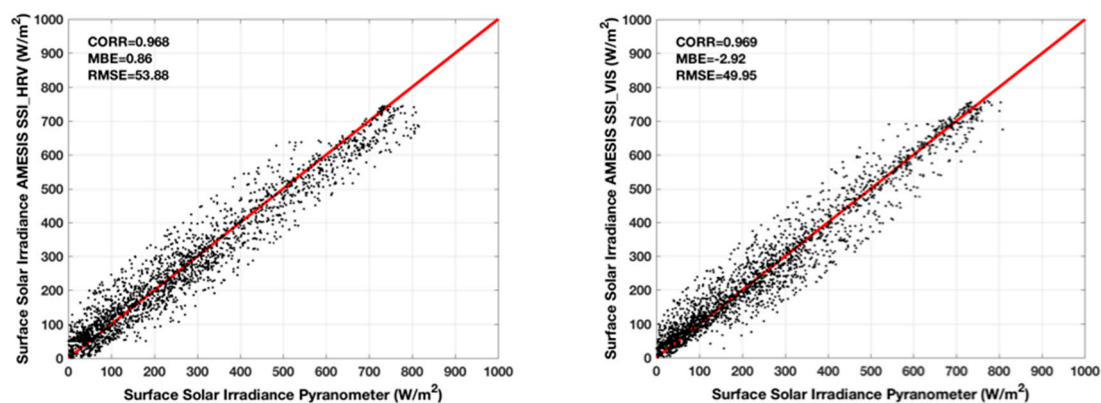 1000
900
800
700
600
500
400
300
200
100
0
Surface Solar Irradiance AMESIS SSI_HRV (W/m²)
CORR=0.968
MBE=0.86
RMSE=53.88
0 100 200 300 400 500 600 700 800 900 1000
Surface Solar Irradiance Pyranometer (W/m²)
1000
900
800
700
600
500
400
300
200
100
0
Surface Solar Irradiance AMESIS SSI_VIS (W/m²)
CORR=0.969
MBE=-2.92
RMSE=49.95
0 100 200 300 400 500 600 700 800 900 1000
Surface Solar Irradiance Pyranometer (W/m²)